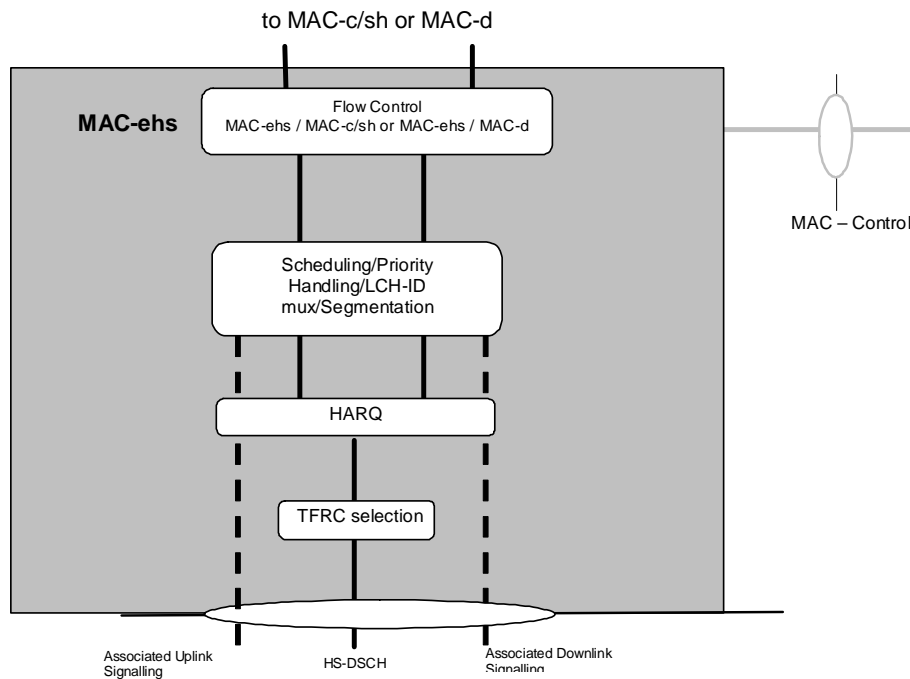 to MAC-c/sh or MAC-d
Flow Control
MAC-ehs / MAC-c/sh or MAC-ehs / MAC-d
MAC-ehs
MAC – Control
Scheduling/Priority
Handling/LCH-ID
mux/Segmentation
HARQ
TFRC selection
Associated Uplink
Signalling
HS-DSCH
Associated Downlink
Signalling